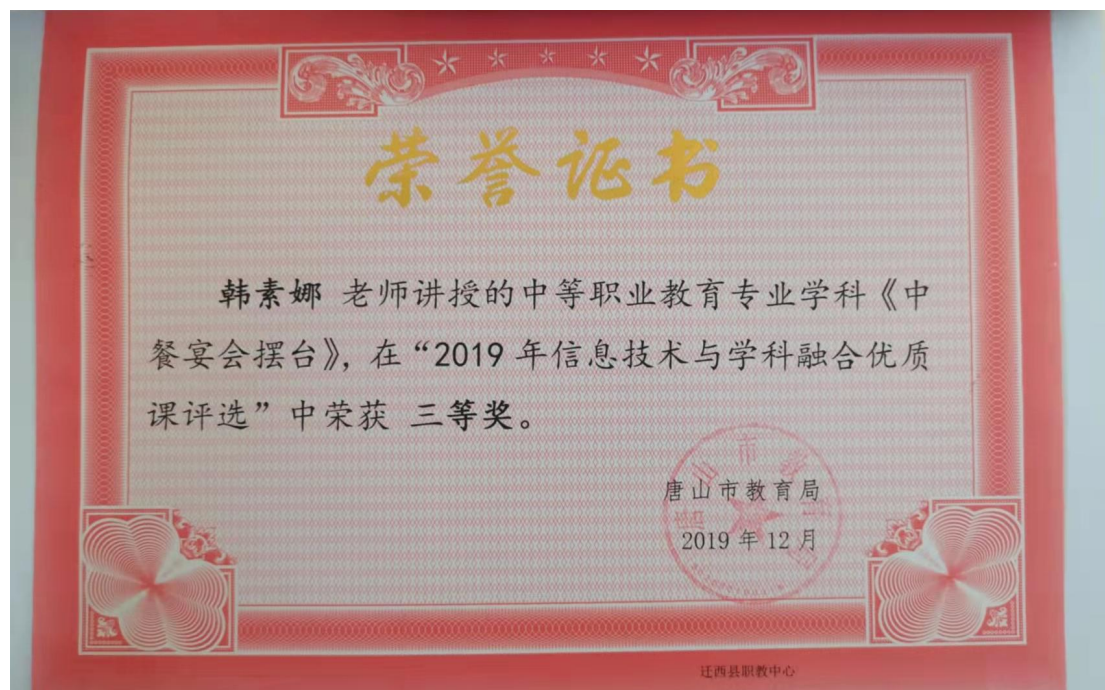 荣誉证书
韩素娜 老师讲授的中等职业教育专业学科《中
餐宴会摆台》，在“2019 年信息技术与学科融合优质
课评选”中荣获 三等奖。
唐山市教育局
2019 年 12 月
迁西县职教中心